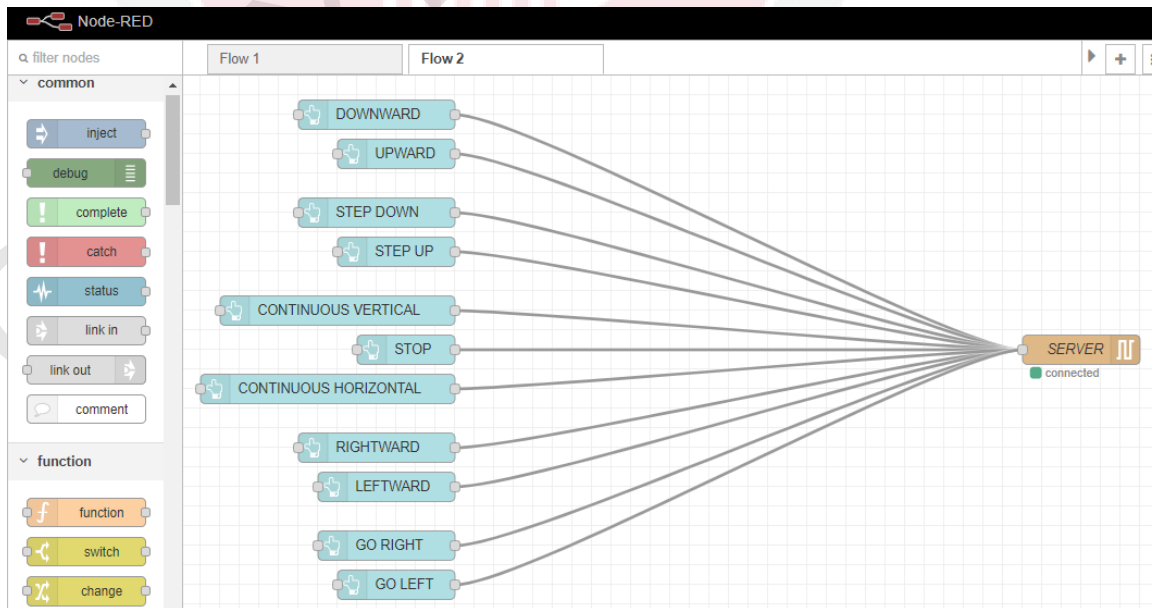 Node-RED
filter nodes
Flow 1
Flow 2
common
inject
debug
complete
catch
status
link in
link out
comment
function
function
switch
change
DOWNWARD
UPWARD
STEP DOWN
STEP UP
CONTINUOUS VERTICAL
STOP
CONTINUOUS HORIZONTAL
RIGHTWARD
LEFTWARD
GO RIGHT
GO LEFT
SERVER
connected